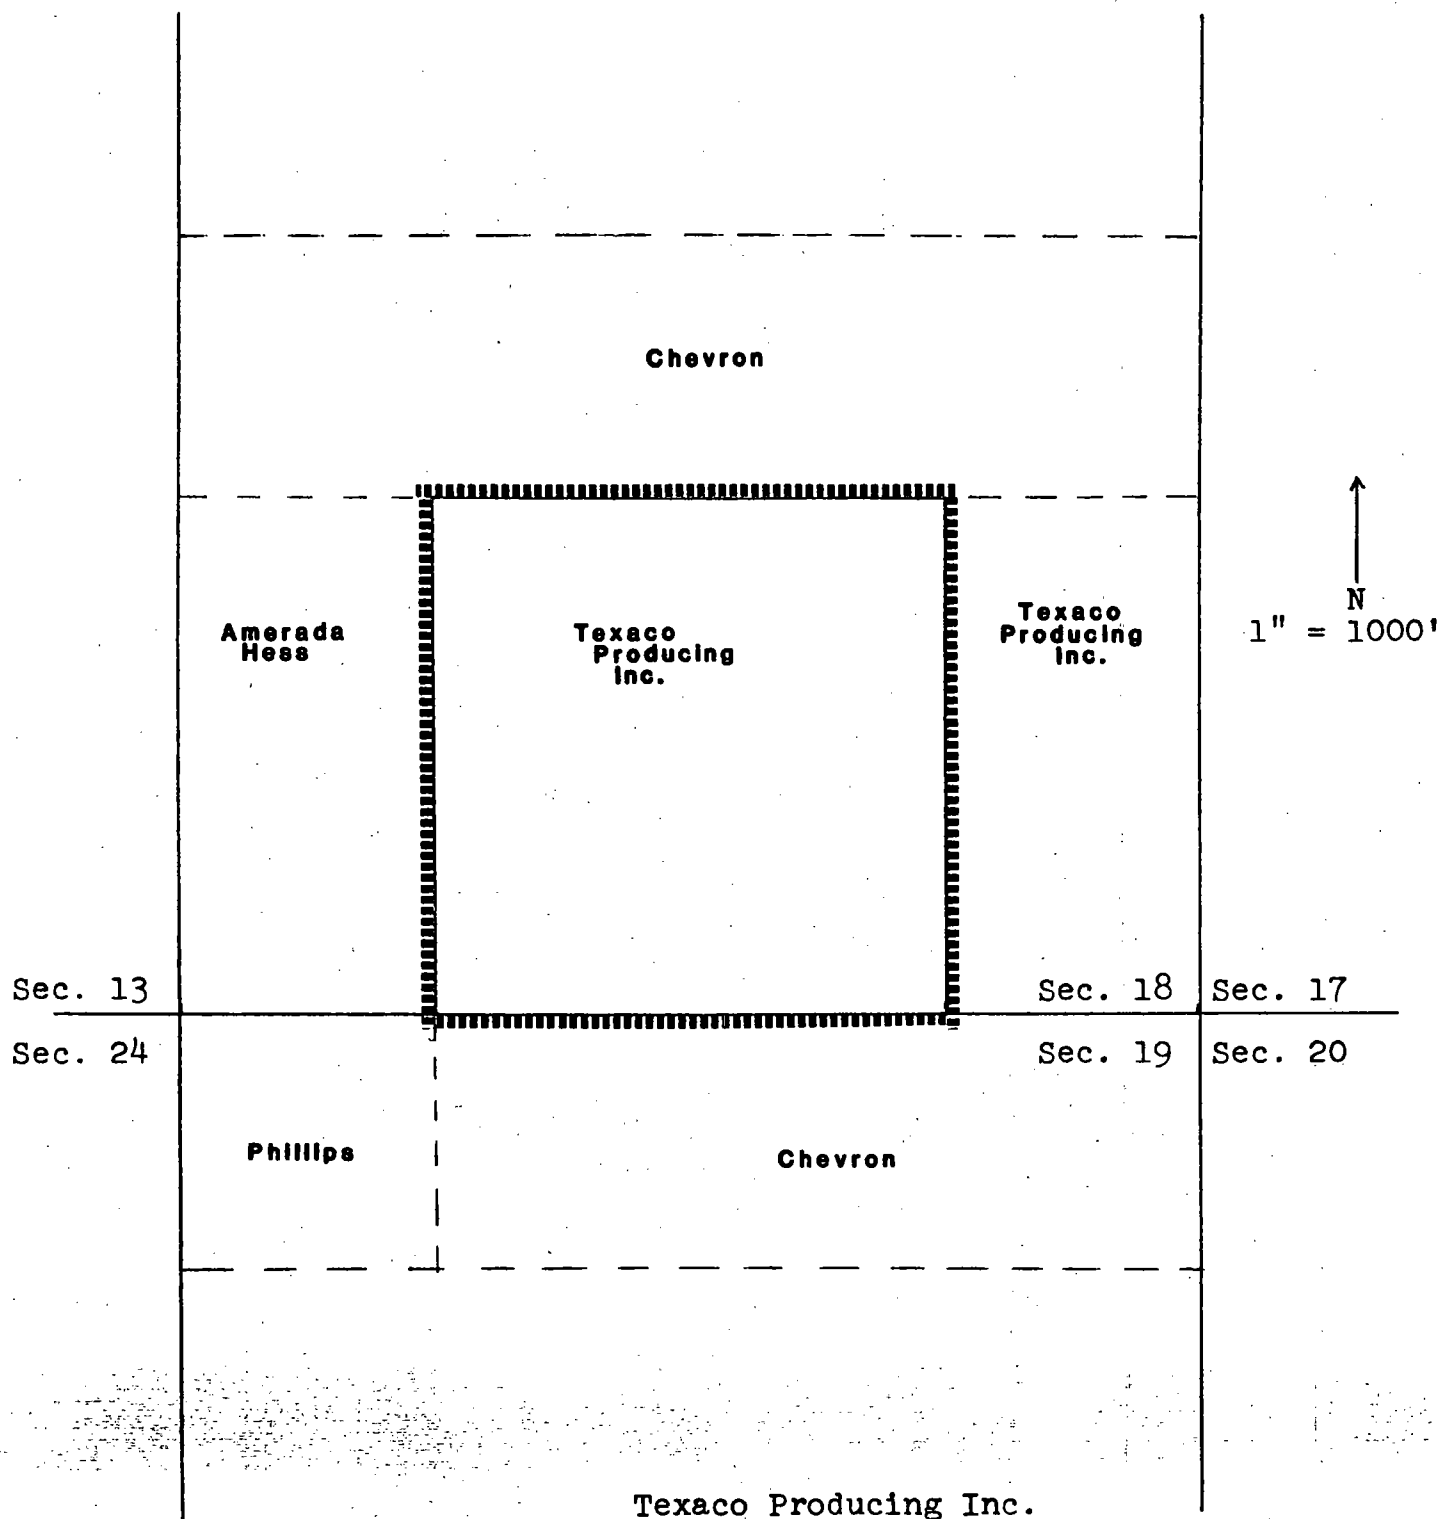 Chevron
Amerada
Hess
Texaco
Producing
Inc.
Texaco
Producing
Inc.
N
1" = 1000'
Sec. 13
Sec. 18
Sec. 17
Sec. 24
Sec. 19
Sec. 20
Phillips
Chevron
Texaco Producing Inc.